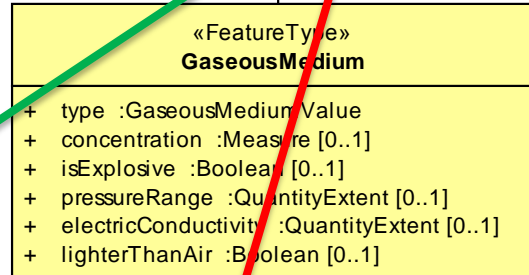 «FeatureType»
GaseousMedium
+ type :GaseousMediumValue
+ concentration :Measure [0..1]
+ isExplosive :Boolean [0..1]
+ pressureRange :QuantityExtent [0..1]
+ electricConductivity :QuantityExtent [0..1]
+ lighterThanAir :Boolean [0..1]